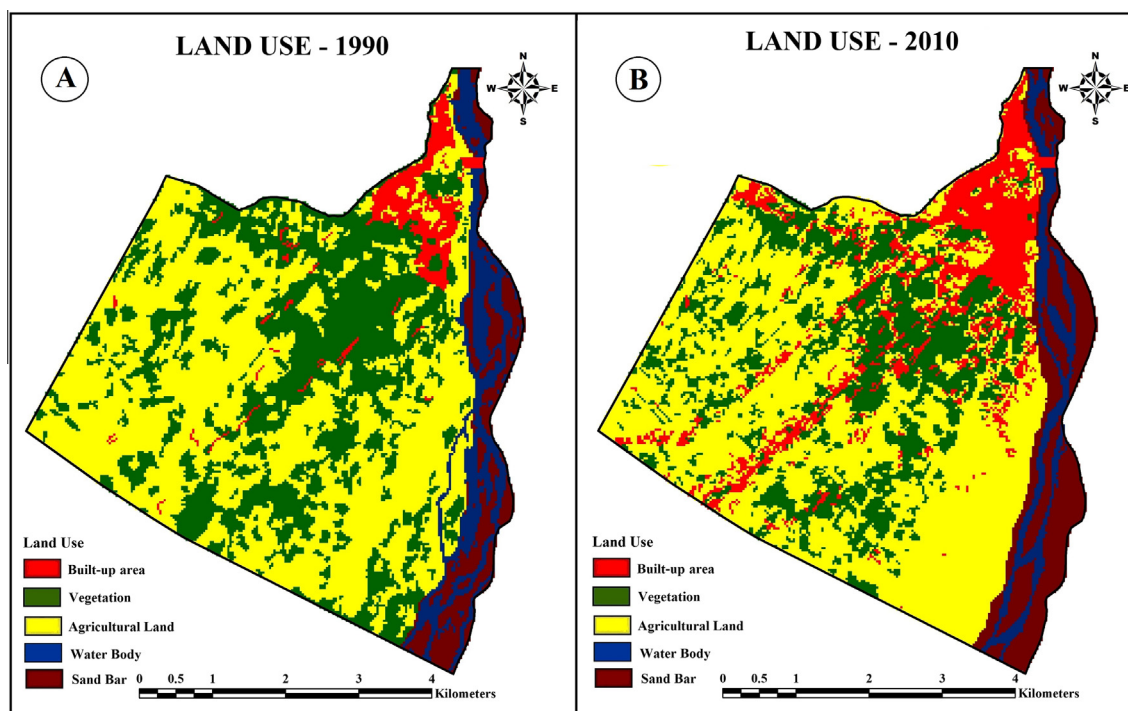 LAND USE - 1990
A
N
W E
S
Land Use
Built-up area
Vegetation
Agricultural Land
Water Body
Sand Bar
0 0.5 1 2 3 4
Kilometers
LAND USE - 2010
B
N
W E
S
Land Use
Built-up area
Vegetation
Agricultural Land
Water Body
Sand Bar
0 0.5 1 2 3 4
Kilometers